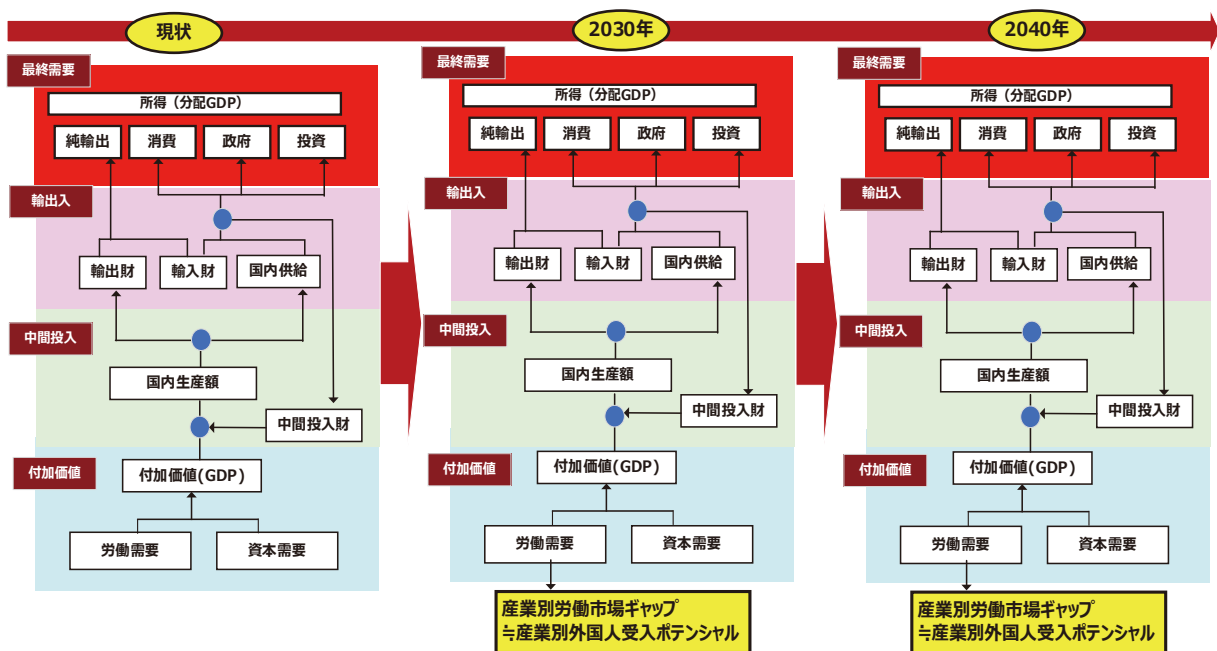 現状
2030年
2040年
最終需要
所得（分配GDP）
純輸出
消費
政府
投資
輸出入
輸出財
輸入財
国内供給
中間投入
国内生産額
中間投入財
付加価値
付加価値(GDP)
労働需要
資本需要
最終需要
所得（分配GDP）
純輸出
消費
政府
投資
輸出入
輸出財
輸入財
国内供給
中間投入
国内生産額
中間投入財
付加価値
付加価値(GDP)
労働需要
資本需要
産業別労働市場ギャップ
≒産業別外国人受入ポテンシャル
最終需要
所得（分配GDP）
純輸出
消費
政府
投資
輸出入
輸出財
輸入財
国内供給
中間投入
国内生産額
中間投入財
付加価値
付加価値(GDP)
労働需要
資本需要
産業別労働市場ギャップ
≒産業別外国人受入ポテンシャル